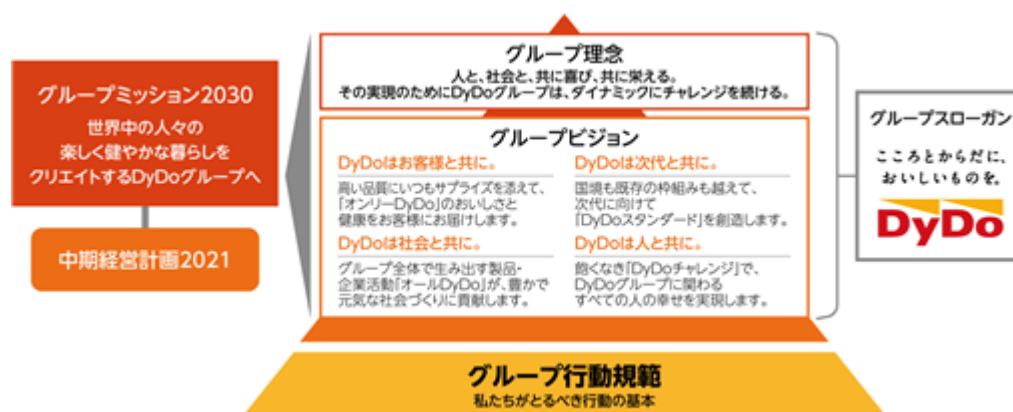 グループミッション2030
世界中の人々の
楽しく健やかな暮らしを
クリエイトするDyDoグループへ
中期経営計画2021
グループ理念
人と、社会と、共に喜び、共に栄える。
その実現のためにDyDoグループは、ダイナミックにチャレンジを続ける。
グループビジョン
DyDoはお客様と共に。
高い品質にいつもサプライズを添えて、
「オンリーDyDo」のおいしさと
健康をお客様にお届けします。
DyDoは次代と共に。
国境も既存の枠組みも越えて、
次代に向けて
「DyDoスタンダード」を創造します。
DyDoは社会と共に。
グループ全体で生み出す製品・
企業活動「オールDyDo」が、豊かで
元気な社会づくりに貢献します。
DyDoは人と共に。
飽くなき「DyDoチャレンジ」で、
DyDoグループに関わる
すべての人の幸せを実現します。
グループ行動規範
私たちがとるべき行動の基本
グループスローガン
こころとからだに、
おいしいものを。
DyDo